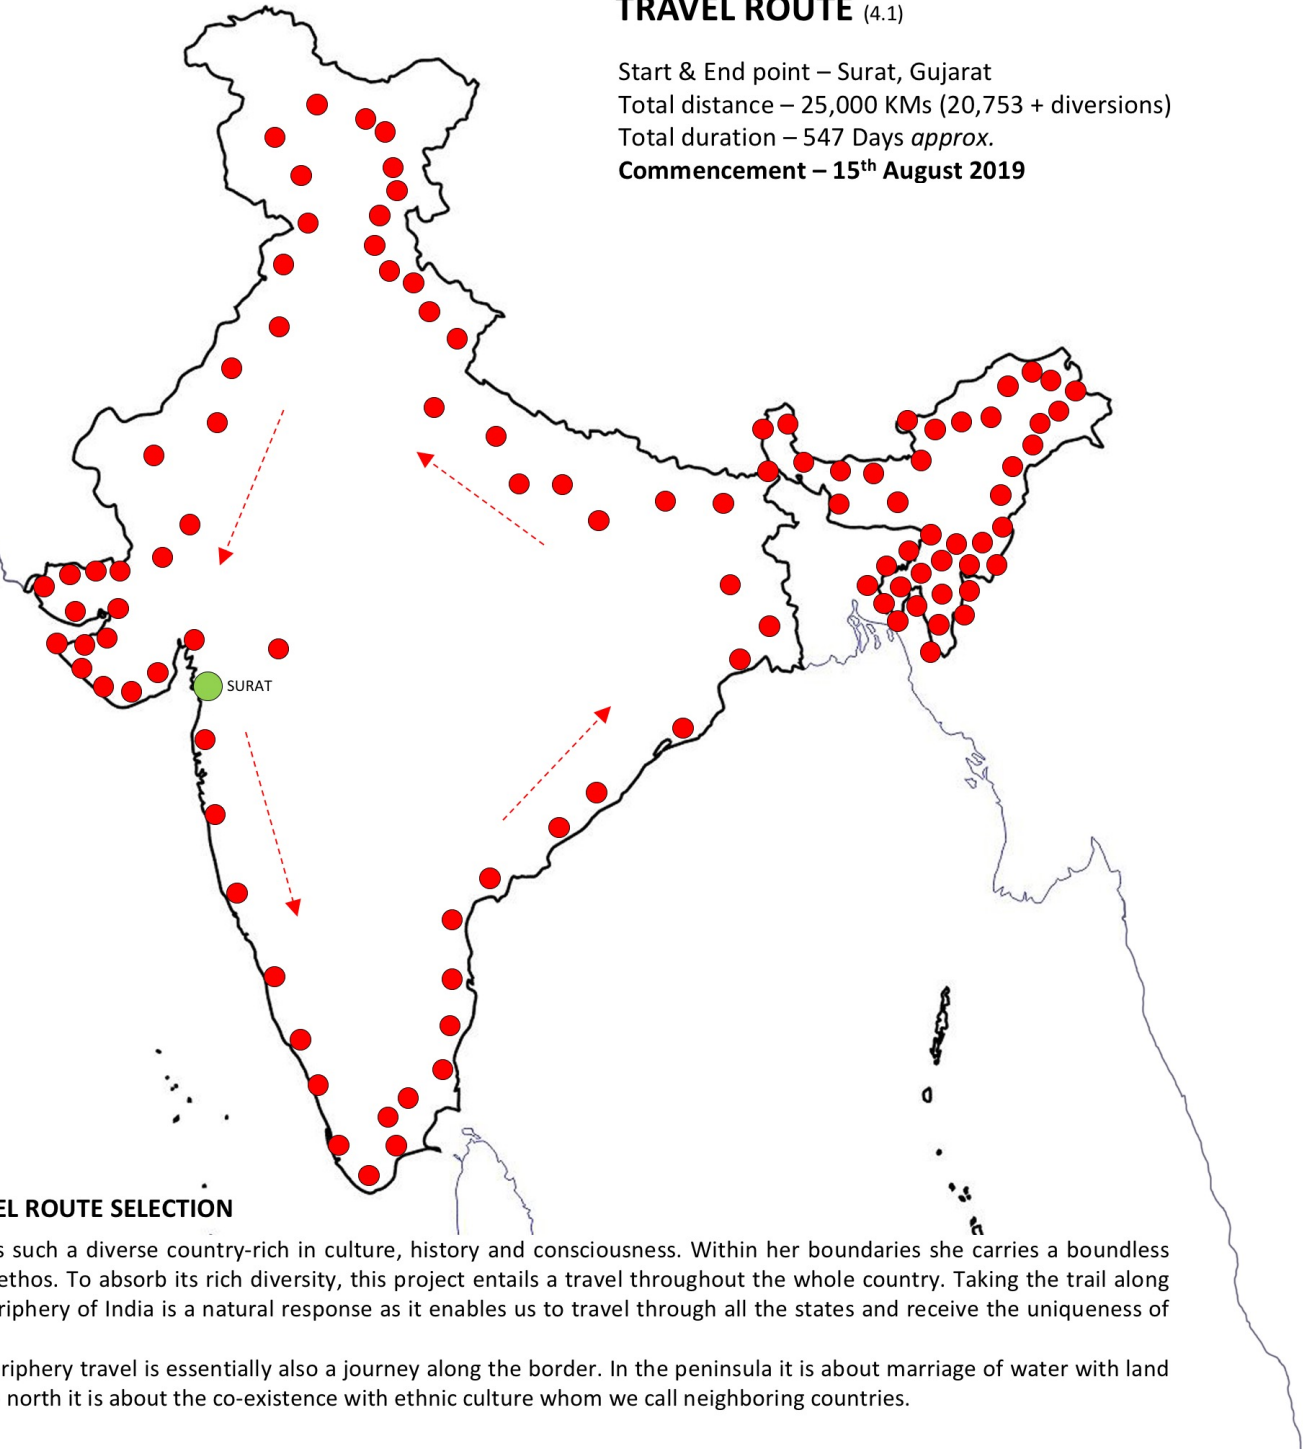 TRAVEL ROUTE (4.1)
Start & End point – Surat, Gujarat
Total distance – 25,000 KMs (20,753 + diversions)
Total duration – 547 Days approx.
Commencement – 15th August 2019
SURAT
EL ROUTE SELECTION
s such a diverse country-rich in culture, history and consciousness. Within her boundaries she carries a boundless
ethos. To absorb its rich diversity, this project entails a travel throughout the whole country. Taking the trail along
riphery of India is a natural response as it enables us to travel through all the states and receive the uniqueness of
riphery travel is essentially also a journey along the border. In the peninsula it is about marriage of water with land
north it is about the co-existence with ethnic culture whom we call neighboring countries.